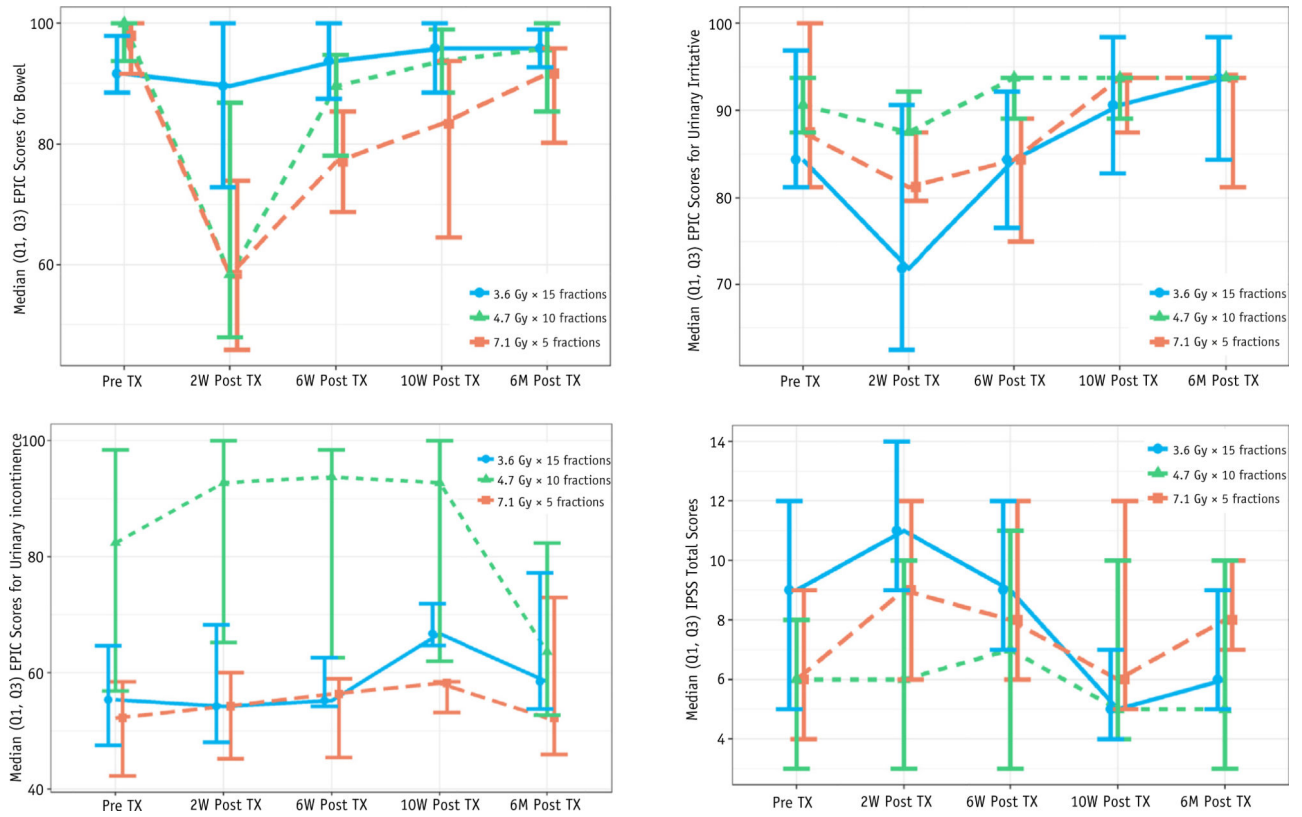 Median (Q1, Q3) EPIC Scores for Bowel
100
80
60
3.6 Gy × 15 fractions
4.7 Gy × 10 fractions
7.1 Gy × 5 fractions
Pre TX 2W Post TX 6W Post TX 10W Post TX 6M Post TX
Median (Q1, Q3) EPIC Scores for Urinary Irritative
100
90
80
70
3.6 Gy × 15 fractions
4.7 Gy × 10 fractions
7.1 Gy × 5 fractions
Pre TX 2W Post TX 6W Post TX 10W Post TX 6M Post TX
Median (Q1, Q3) EPIC Scores for Urinary incontinence
100
80
60
40
3.6 Gy × 15 fractions
4.7 Gy × 10 fractions
7.1 Gy × 5 fractions
Pre TX 2W Post TX 6W Post TX 10W Post TX 6M Post TX
Median (Q1, Q3) IPSS Total Scores
14
12
10
8
6
4
3.6 Gy × 15 fractions
4.7 Gy × 10 fractions
7.1 Gy × 5 fractions
Pre TX 2W Post TX 6W Post TX 10W Post TX 6M Post TX